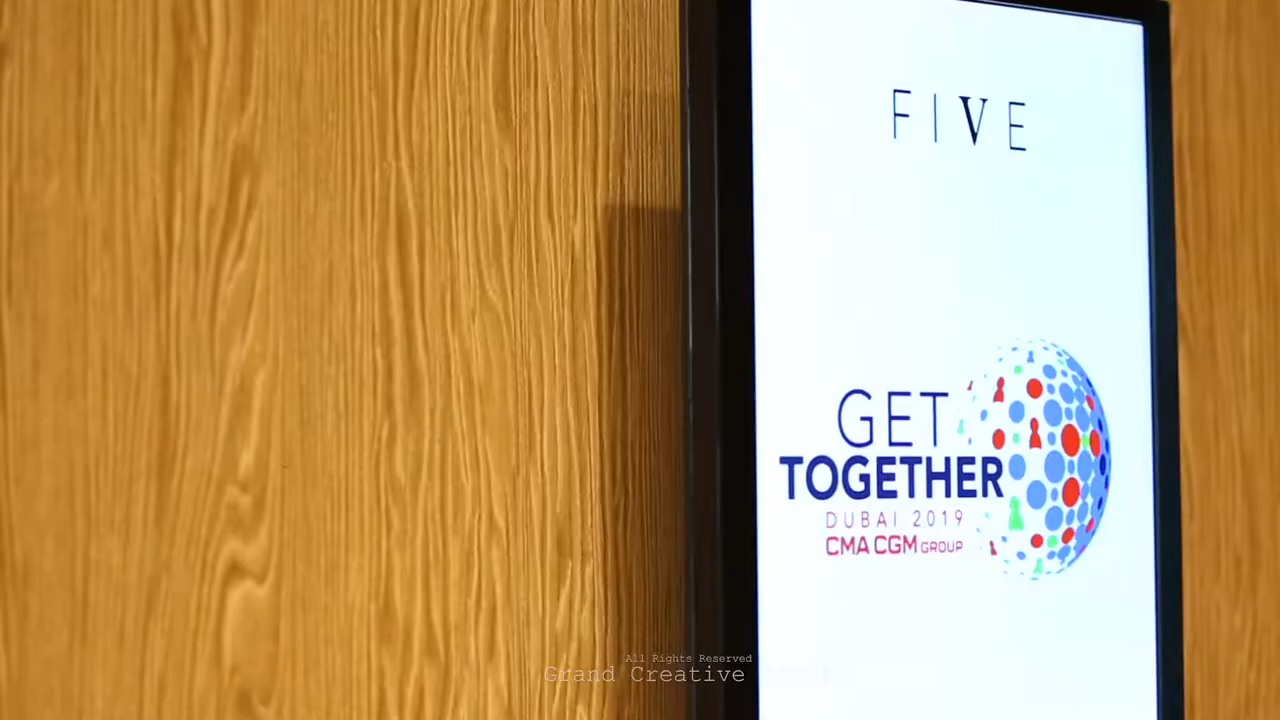 FIVE
GET
TOGETHER
DUBAI 2019
CMA CGM GROUP
All Rights Reserved
Grand Creative